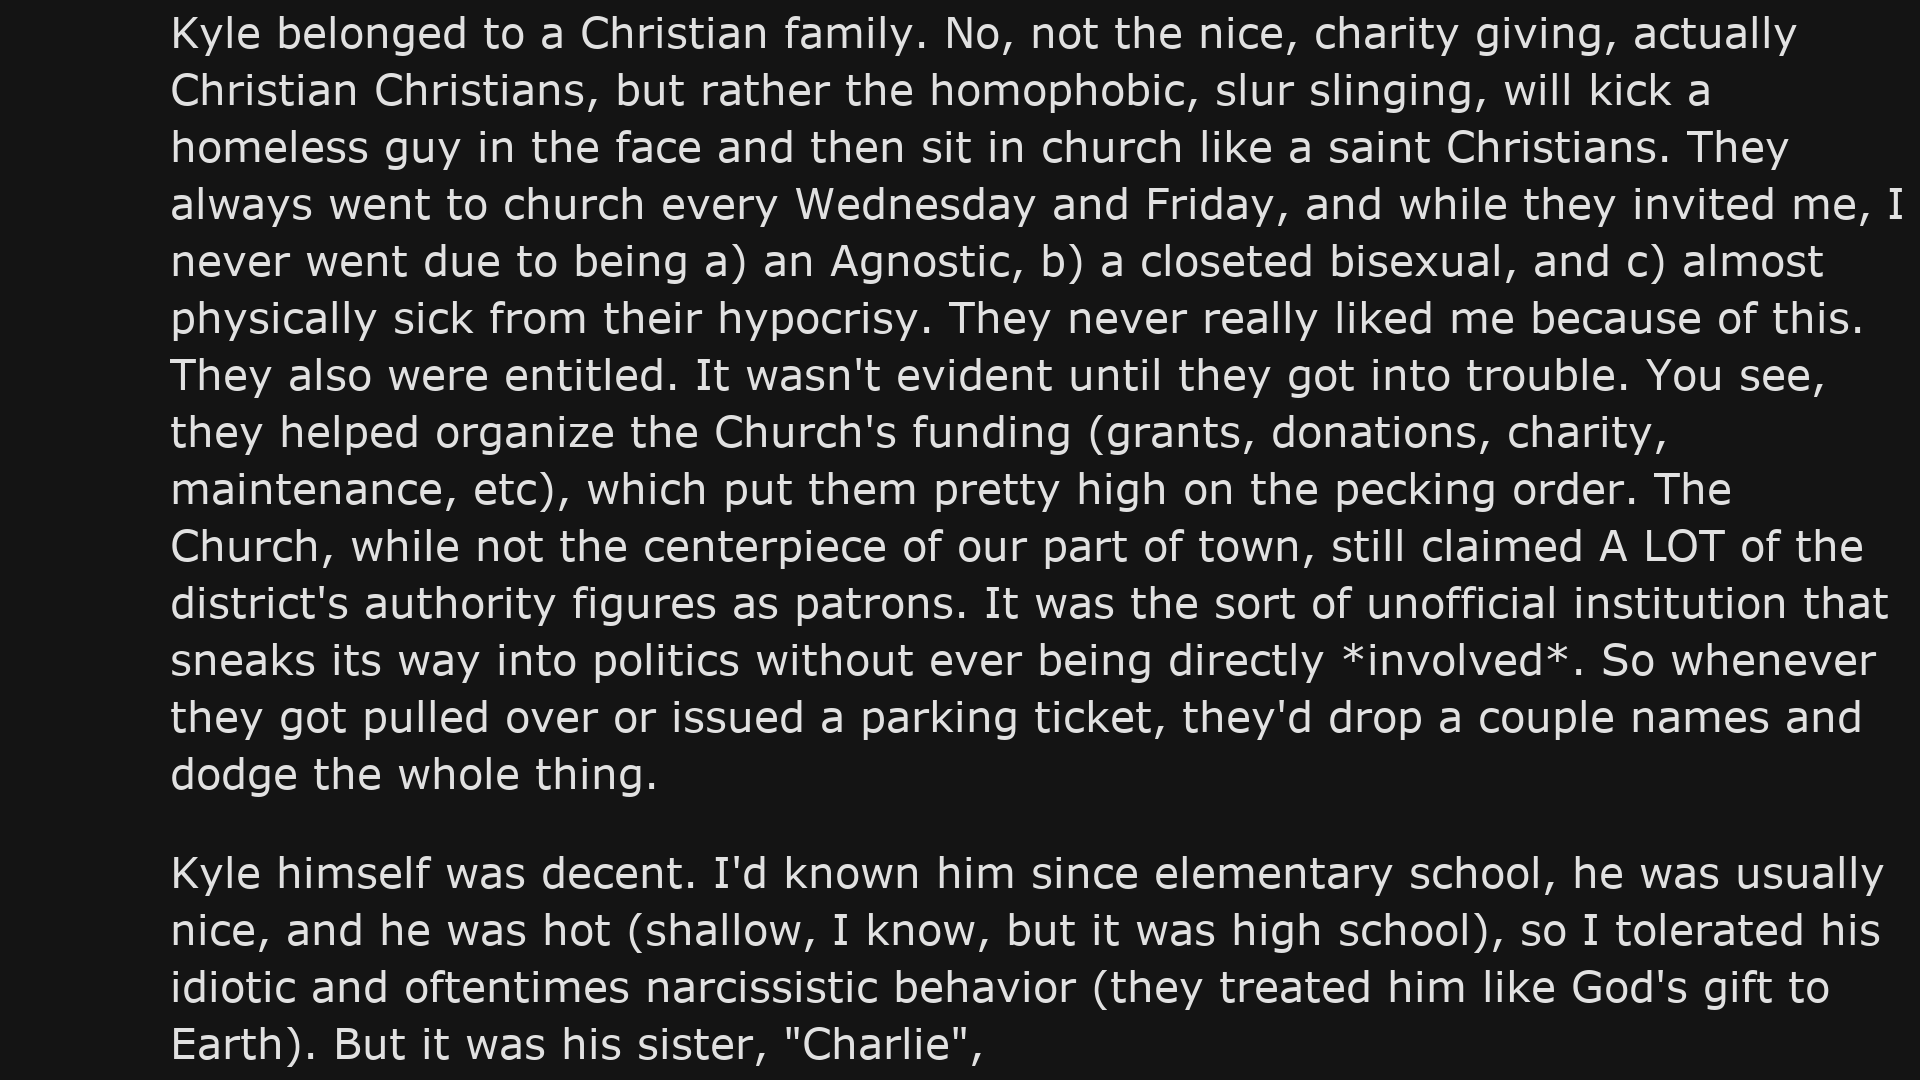 Kyle belonged to a Christian family. No, not the nice, charity giving, actually
Christian Christians, but rather the homophobic, slur slinging, will kick a
homeless guy in the face and then sit in church like a saint Christians. They
always went to church every Wednesday and Friday, and while they invited me, I
never went due to being a) an Agnostic, b) a closeted bisexual, and c) almost
physically sick from their hypocrisy. They never really liked me because of this.
They also were entitled. It wasn't evident until they got into trouble. You see,
they helped organize the Church's funding (grants, donations, charity,
maintenance, etc), which put them pretty high on the pecking order. The
Church, while not the centerpiece of our part of town, still claimed A LOT of the
district's authority figures as patrons. It was the sort of unofficial institution that
sneaks its way into politics without ever being directly *involved*. So whenever
they got pulled over or issued a parking ticket, they'd drop a couple names and
dodge the whole thing.
Kyle himself was decent. I'd known him since elementary school, he was usually
nice, and he was hot (shallow, I know, but it was high school), so I tolerated his
idiotic and oftentimes narcissistic behavior (they treated him like God's gift to
Earth). But it was his sister, "Charlie",